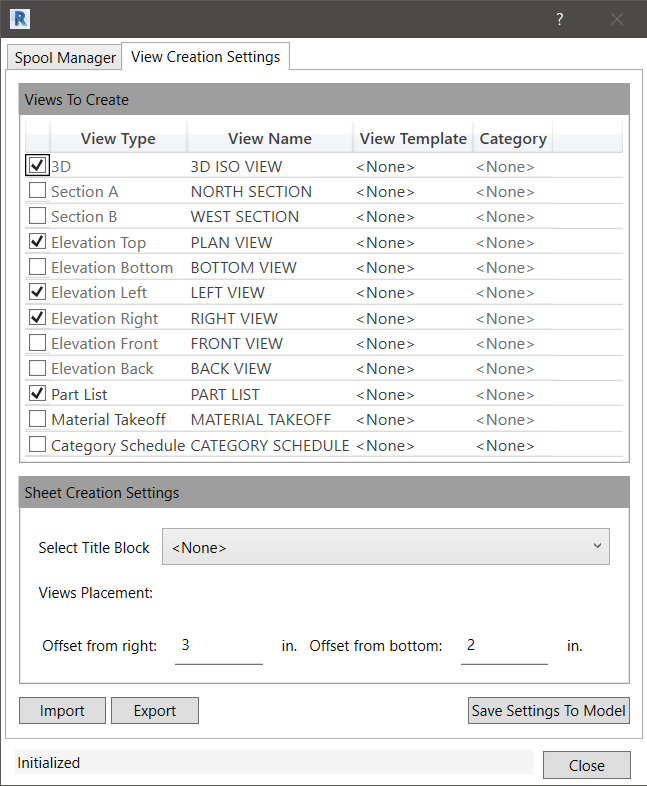 R ?
Spool Manager View Creation Settings
Views To Create
View Type View Name View Template Category
3D 3D ISO VIEW <None> <None>
Section A NORTH SECTION <None> <None>
Section B WEST SECTION <None> <None>
Elevation Top PLAN VIEW <None> <None>
Elevation Bottom BOTTOM VIEW <None> <None>
Elevation Left LEFT VIEW <None> <None>
Elevation Right RIGHT VIEW <None> <None>
Elevation Front FRONT VIEW <None> <None>
Elevation Back BACK VIEW <None> <None>
Part List PART LIST <None> <None>
Material Takeoff MATERIAL TAKEOFF <None> <None>
Category Schedule CATEGORY SCHEDULE <None> <None>
Sheet Creation Settings
Select Title Block <None>
Views Placement:
Offset from right: 3 in. Offset from bottom: 2 in.
Import Export Save Settings To Model
Initialized Close